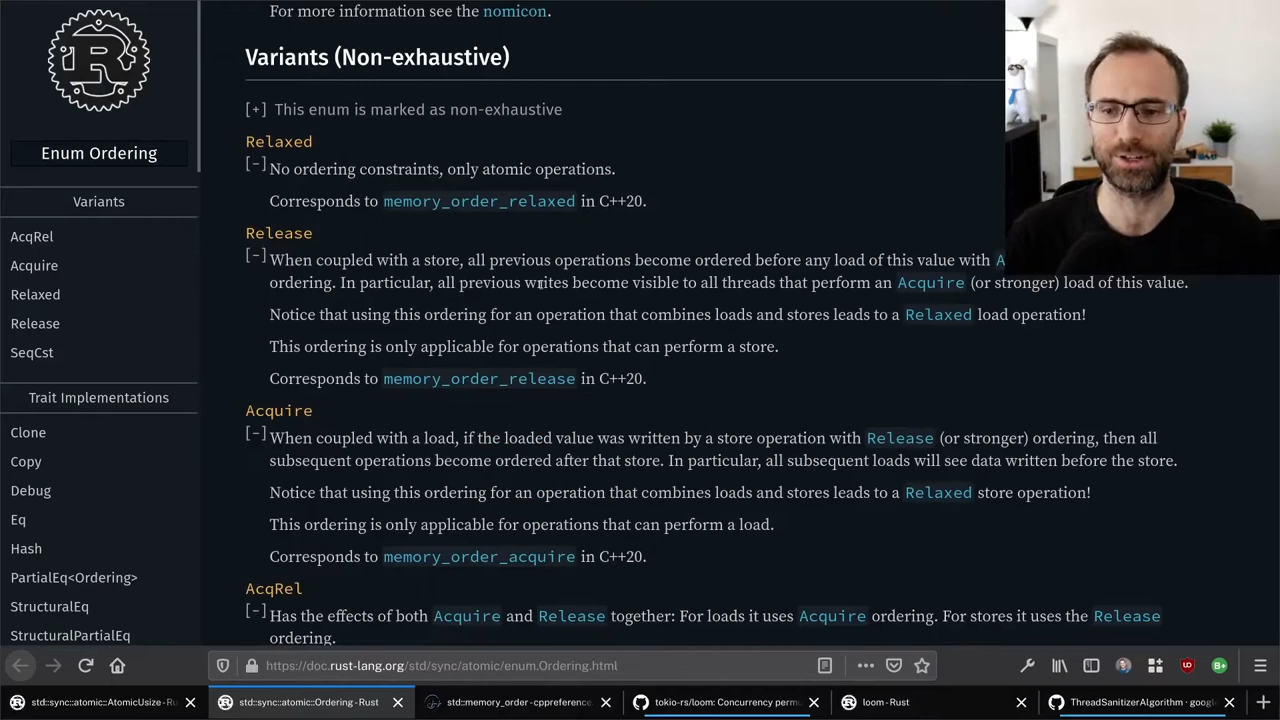 For more information see the nomicon.
Variants (Non-exhaustive)
[+] This enum is marked as non-exhaustive
Enum Ordering
Variants
AcqRel
Acquire
Relaxed
Release
SeqCst
Trait Implementations
Clone
Copy
Debug
Eq
Hash
PartialEq<Ordering>
StructuralEq
StructuralPartialEq
Relaxed
[-] No ordering constraints, only atomic operations.
Corresponds to memory_order_relaxed in C++20.
Release
[-] When coupled with a store, all previous operations become ordered before any load of this value with
ordering. In particular, all previous writes become visible to all threads that perform an Acquire (or stronger) load of this value.
Notice that using this ordering for an operation that combines loads and stores leads to a Relaxed load operation!
This ordering is only applicable for operations that can perform a store.
Corresponds to memory_order_release in C++20.
Acquire
[-] When coupled with a load, if the loaded value was written by a store operation with Release (or stronger) ordering, then all
subsequent operations become ordered after that store. In particular, all subsequent loads will see data written before the store.
Notice that using this ordering for an operation that combines loads and stores leads to a Relaxed store operation!
This ordering is only applicable for operations that can perform a load.
Corresponds to memory_order_acquire in C++20.
AcqRel
[-] Has the effects of both Acquire and Release together: For loads it uses Acquire ordering. For stores it uses the Release
ordering.
https://doc.rust-lang.org/std/sync/atomic/enum.Ordering.html
std::sync::atomic::AtomicUsize - Ru
std::sync::atomic::Ordering - Rust
std::memory_order - cppreference.
tokio-rs/loom: Concurrency perm
loom - Rust
ThreadSanitizerAlgorithm · googl